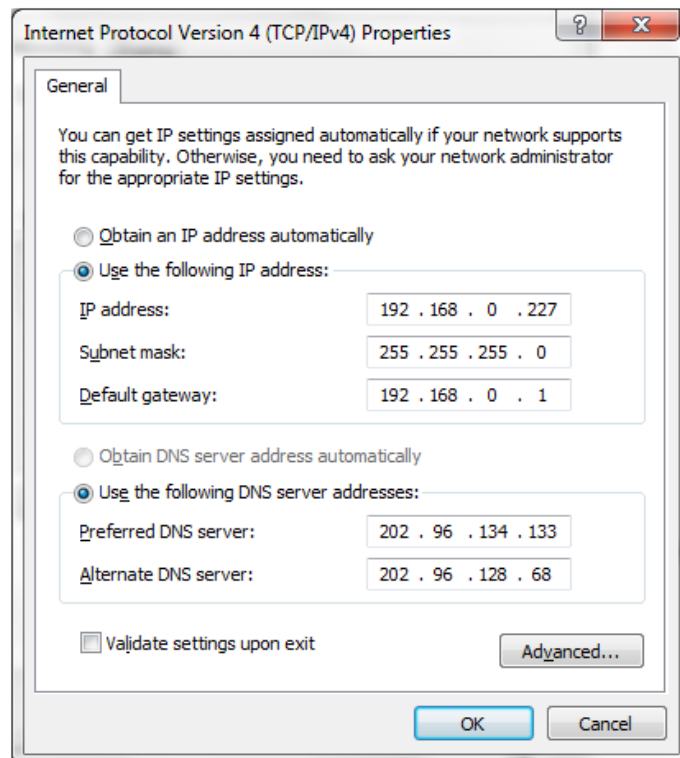 Internet Protocol Version 4 (TCP/IPv4) Properties
General
You can get IP settings assigned automatically if your network supports
this capability. Otherwise, you need to ask your network administrator
for the appropriate IP settings.
Obtain an IP address automatically
Use the following IP address:
IP address: 192 . 168 . 0 . 227
Subnet mask: 255 . 255 . 255 . 0
Default gateway: 192 . 168 . 0 . 1
Obtain DNS server address automatically
Use the following DNS server addresses:
Preferred DNS server: 202 . 96 . 134 . 133
Alternate DNS server: 202 . 96 . 128 . 68
Validate settings upon exit
Advanced...
OK Cancel